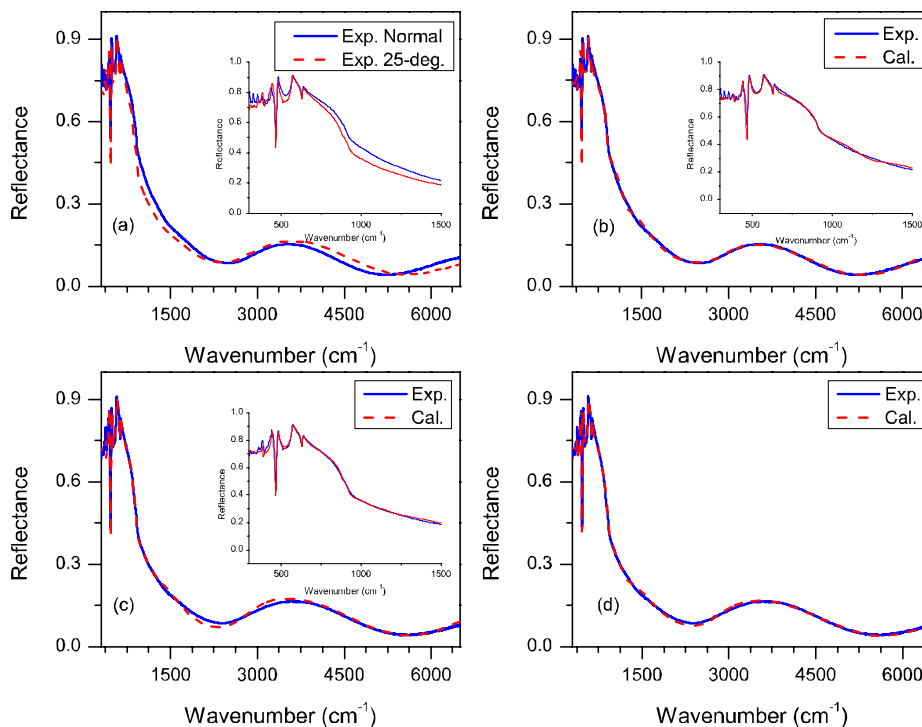 0.9
0.6
0.3
0.0
Reflectance
1500 3000 4500 6000
Wavenumber (cm⁻¹)
Exp. Normal
Exp. 25-deg.
(a)
1.0
0.8
0.6
0.4
0.2
0.0
Reflectance
500 1000 1500
Wavenumber (cm⁻¹)
0.9
0.6
0.3
0.0
Reflectance
1500 3000 4500 6000
Wavenumber (cm⁻¹)
Exp.
Cal.
(b)
1.0
0.8
0.6
0.4
0.2
0.0
Reflectance
500 1000 1500
Wavenumber (cm⁻¹)
0.9
0.6
0.3
0.0
Reflectance
1500 3000 4500 6000
Wavenumber (cm⁻¹)
Exp.
Cal.
(c)
1.0
0.8
0.6
0.4
0.2
0.0
Reflectance
500 1000 1500
Wavenumber (cm⁻¹)
0.9
0.6
0.3
0.0
Reflectance
1500 3000 4500 6000
Wavenumber (cm⁻¹)
Exp.
Cal.
(d)